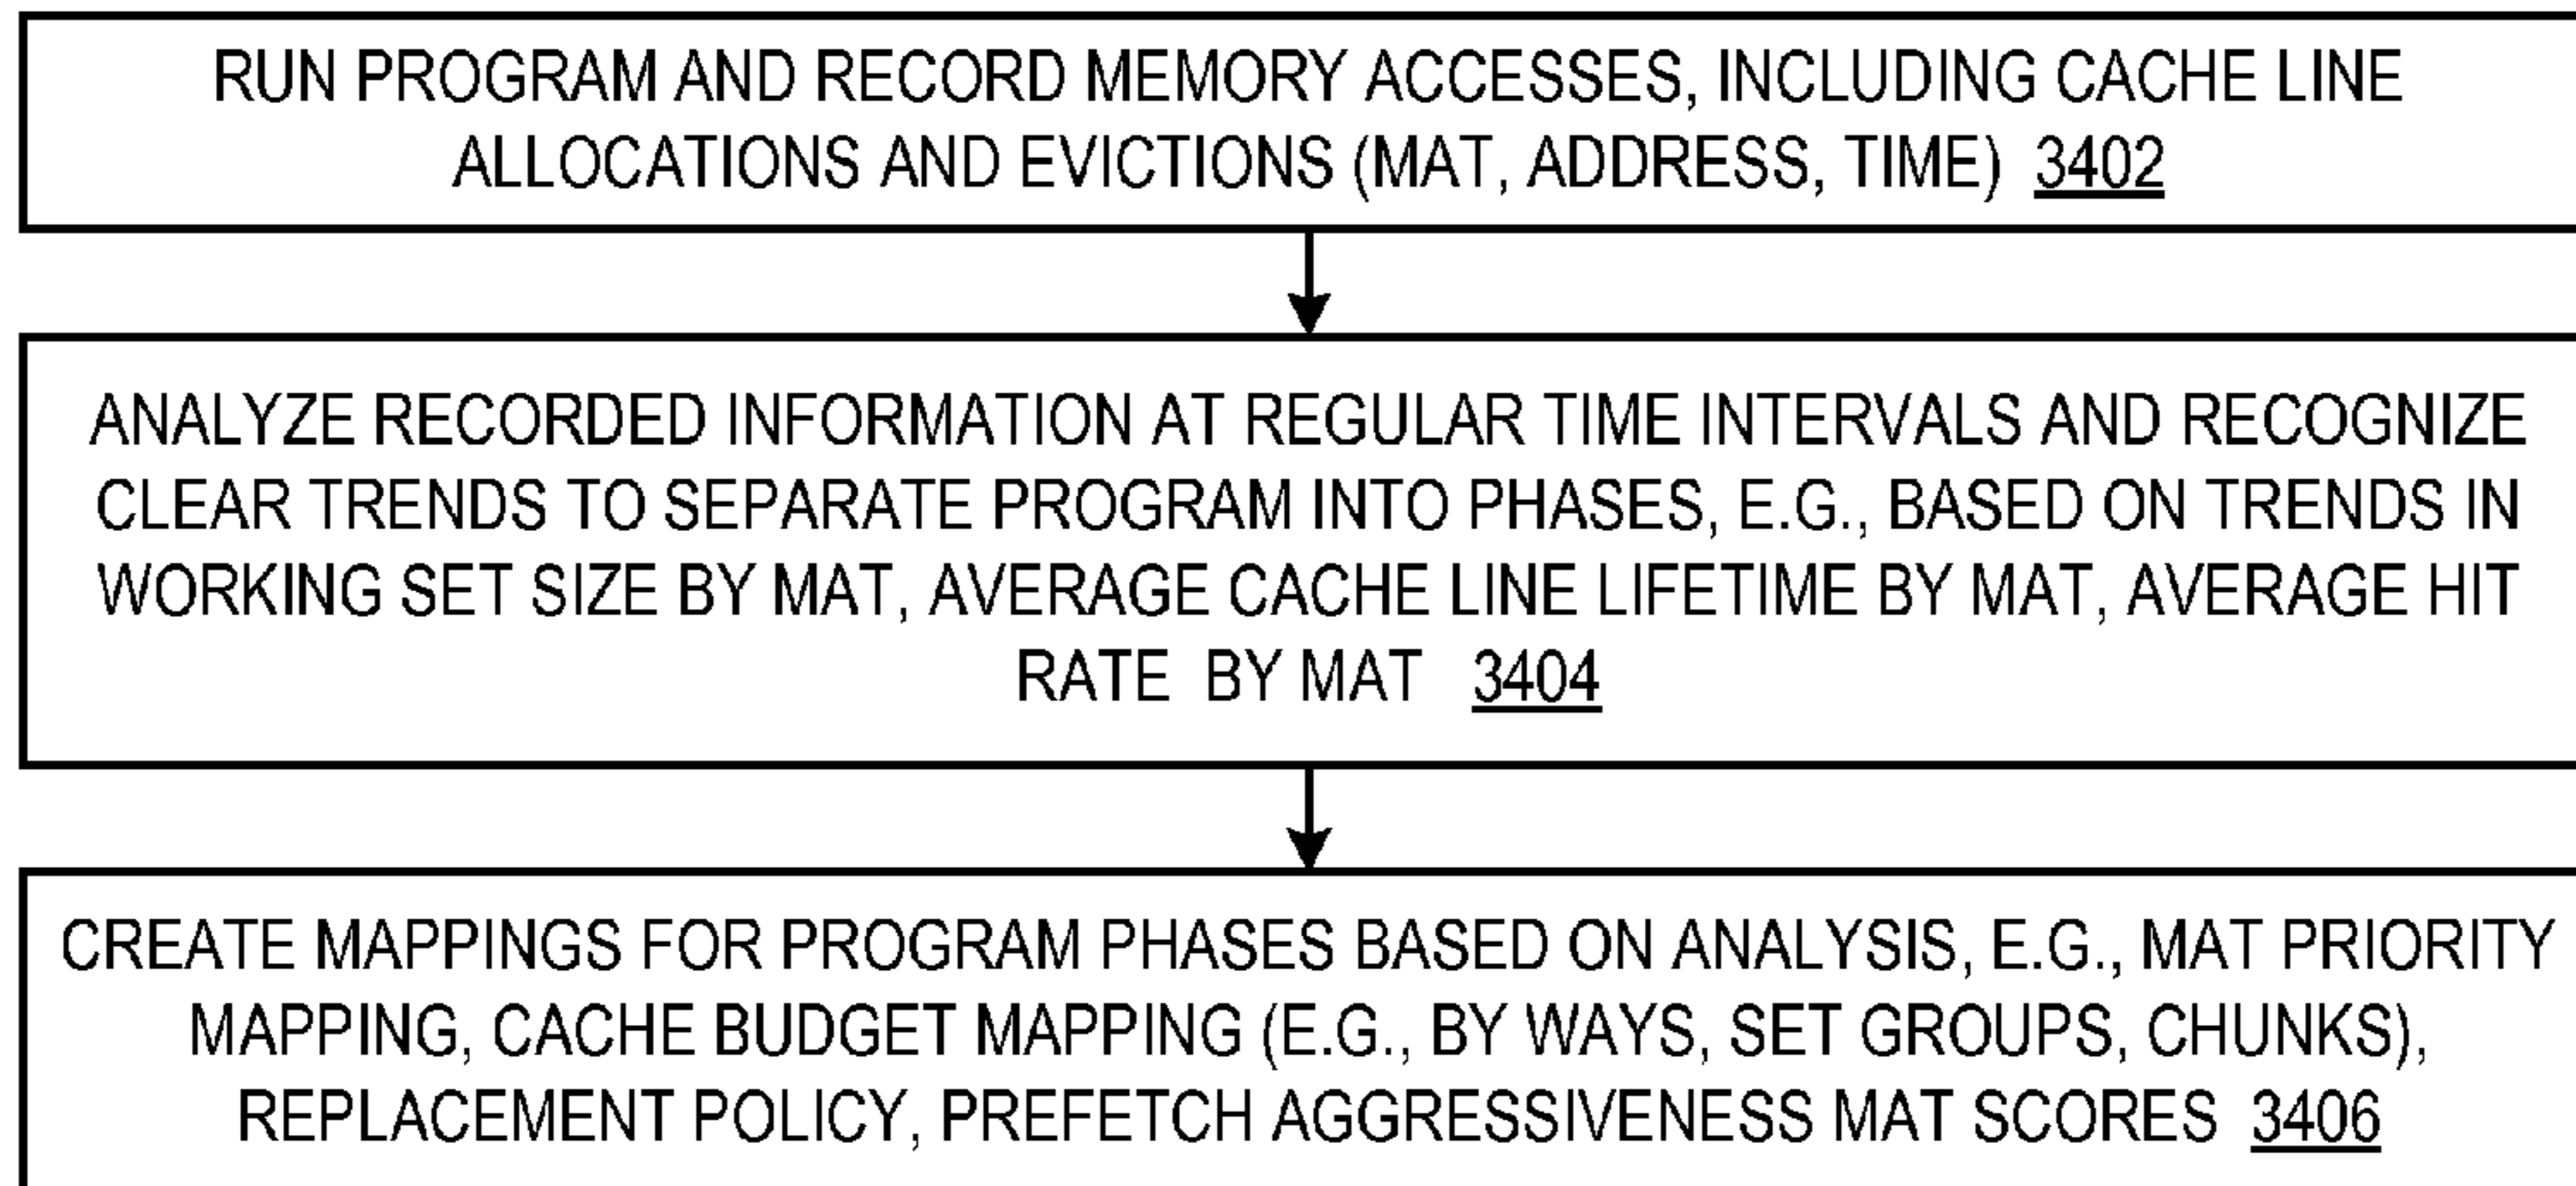 RUN PROGRAM AND RECORD MEMORY ACCESSES, INCLUDING CACHE LINE
ALLOCATIONS AND EVICTIONS (MAT, ADDRESS, TIME) 3402
ANALYZE RECORDED INFORMATION AT REGULAR TIME INTERVALS AND RECOGNIZE
CLEAR TRENDS TO SEPARATE PROGRAM INTO PHASES, E.G., BASED ON TRENDS IN
WORKING SET SIZE BY MAT, AVERAGE CACHE LINE LIFETIME BY MAT, AVERAGE HIT
RATE BY MAT 3404
CREATE MAPPINGS FOR PROGRAM PHASES BASED ON ANALYSIS, E.G., MAT PRIORITY
MAPPING, CACHE BUDGET MAPPING (E.G., BY WAYS, SET GROUPS, CHUNKS),
REPLACEMENT POLICY, PREFETCH AGGRESSIVENESS MAT SCORES 3406